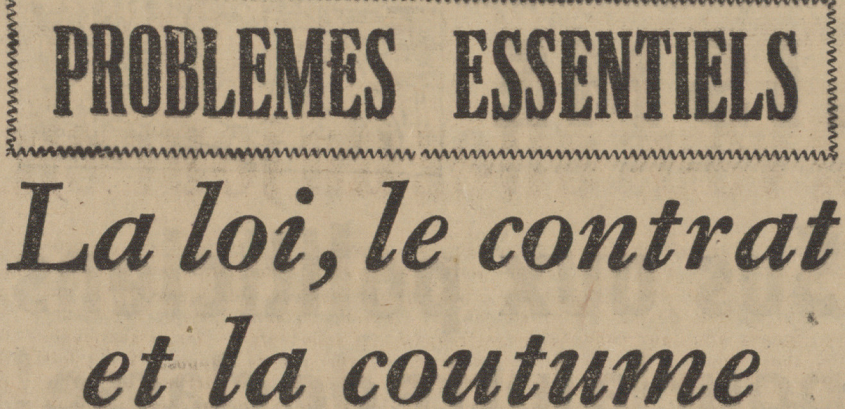 PROBLEMES ESSENTIELS
La loi, le contrat
et la coutume